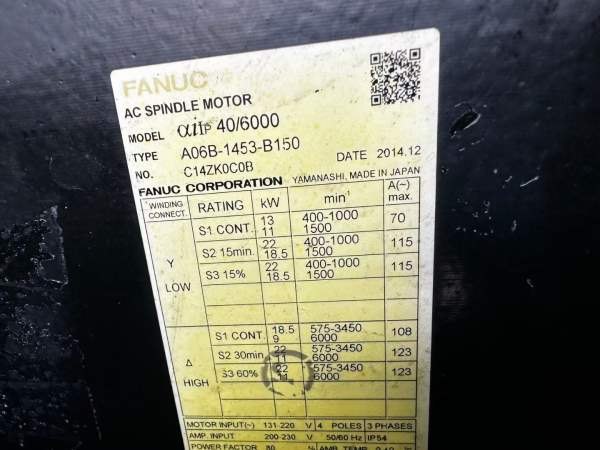 FANUC
AC SPINDLE MOTOR
MODEL αiIP 40/6000
TYPE A06B-1453-B150
NO. C14ZK0C0B DATE 2014.12
FANUC CORPORATION YAMANASHI, MADE IN JAPAN
WINDING CONNECT. RATING kW min-1 A(~) max.
Y LOW
S1 CONT. 13 400-1000 70
11 1500
S2 15min. 22 400-1000 115
18.5 1500
S3 15% 22 400-1000 115
18.5 1500
Δ HIGH
S1 CONT. 18.5 575-3450 108
9 6000
S2 30min 22 575-3450 123
11 6000
S3 60% 22 575-3450 123
11 6000
MOTOR INPUT(~) 131-220 V 4 POLES 3 PHASES
AMP. INPUT 200-230 V 50/60 Hz IP54
POWER FACTOR 80 % AMB. TEMP.